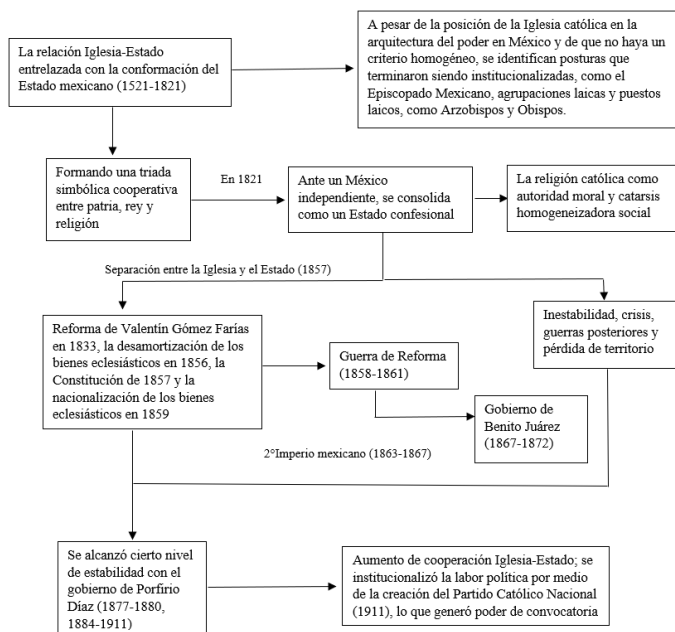 La relación Iglesia-Estado
entrelazada con la conformación del
Estado mexicano (1521-1821)
A pesar de la posición de la Iglesia católica en la
arquitectura del poder en México y de que no haya un
criterio homogéneo, se identifican posturas que
terminaron siendo institucionalizadas, como el
Episcopado Mexicano, agrupaciones laicas y puestos
laicos, como Arzobispos y Obispos.
Formando una triada
simbólica cooperativa
entre patria, rey y
religión
En 1821
Ante un México
independiente, se consolida
como un Estado confesional
La religión católica como
autoridad moral y catarsis
homogeneizadora social
Separación entre la Iglesia y el Estado (1857)
Reforma de Valentín Gómez Farías
en 1833, la desamortización de los
bienes eclesiásticos en 1856, la
Constitución de 1857 y la
nacionalización de los bienes
eclesiásticos en 1859
Guerra de Reforma
(1858-1861)
Inestabilidad, crisis,
guerras posteriores y
pérdida de territorio
Gobierno de
Benito Juárez
(1867-1872)
2°Imperio mexicano (1863-1867)
Se alcanzó cierto nivel
de estabilidad con el
gobierno de Porfirio
Díaz (1877-1880,
1884-1911)
Aumento de cooperación Iglesia-Estado; se
institucionalizó la labor política por medio
de la creación del Partido Católico Nacional
(1911), lo que generó poder de convocatoria